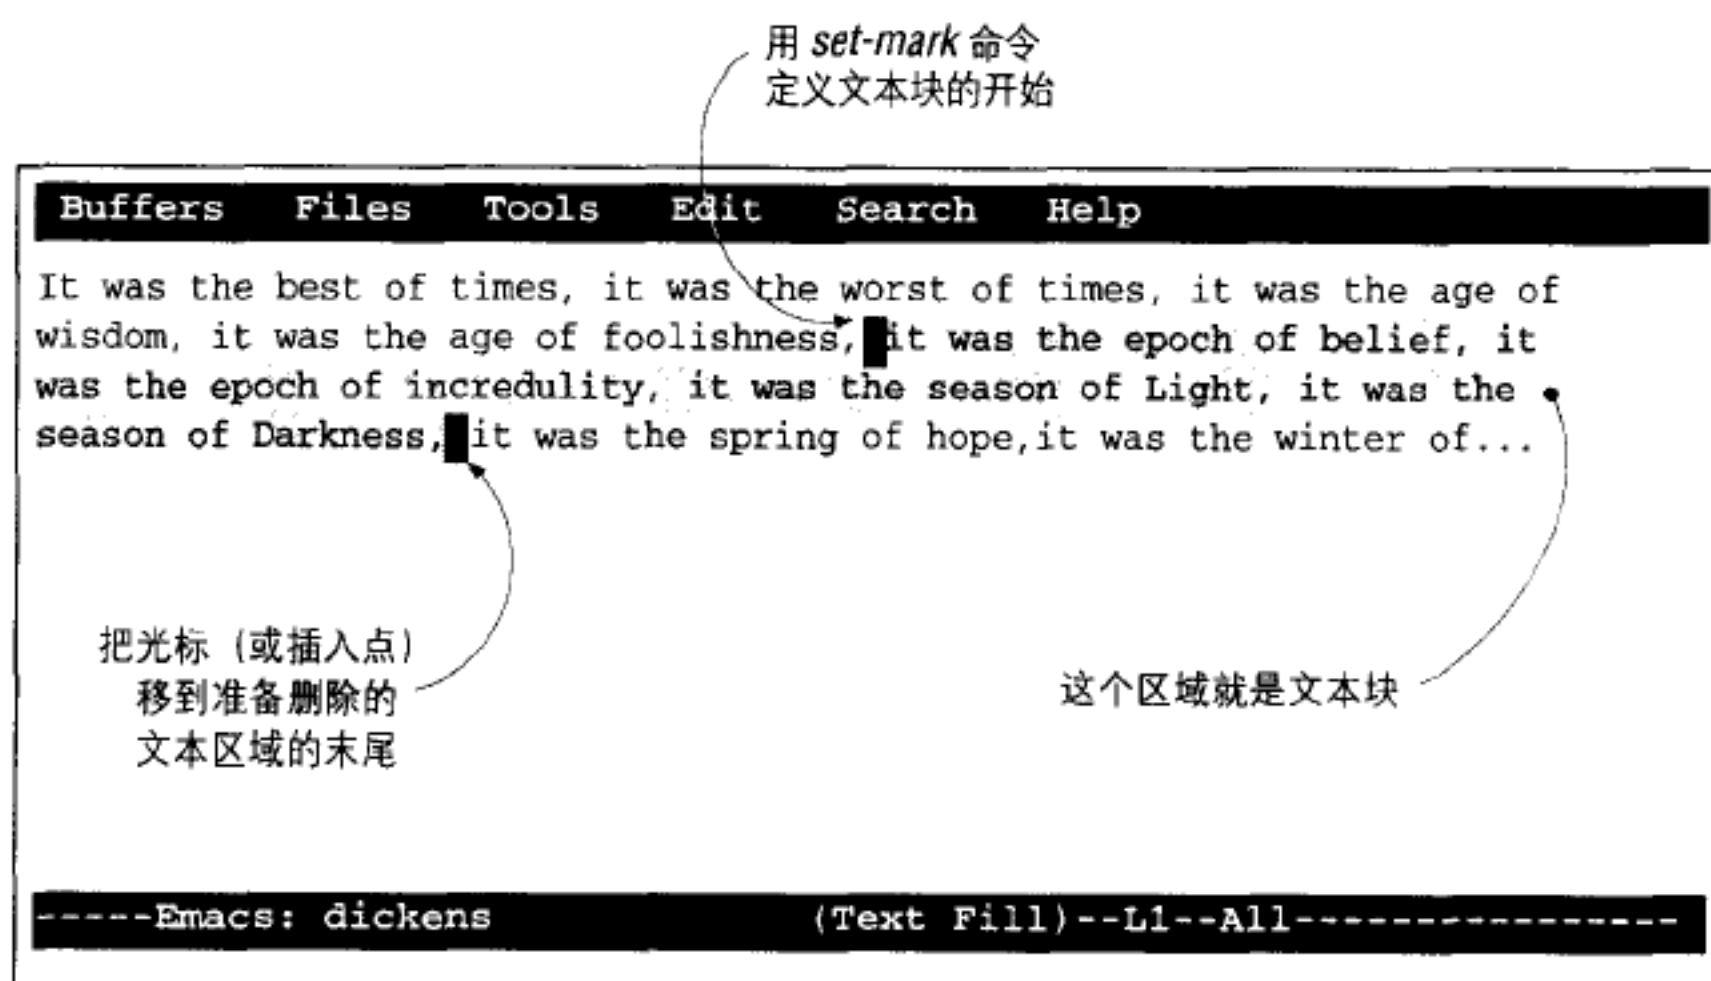 用 set-mark 命令
定义文本块的开始
Buffers Files Tools Edit Search Help
It was the best of times, it was the worst of times, it was the age of
wisdom, it was the age of foolishness, it was the epoch of belief, it
was the epoch of incredulity, it was the season of Light, it was the
season of Darkness, it was the spring of hope,it was the winter of...
把光标（或插入点）
移到准备删除的
文本区域的末尾
这个区域就是文本块
-----Emacs: dickens (Text Fill)--L1--All-----------------